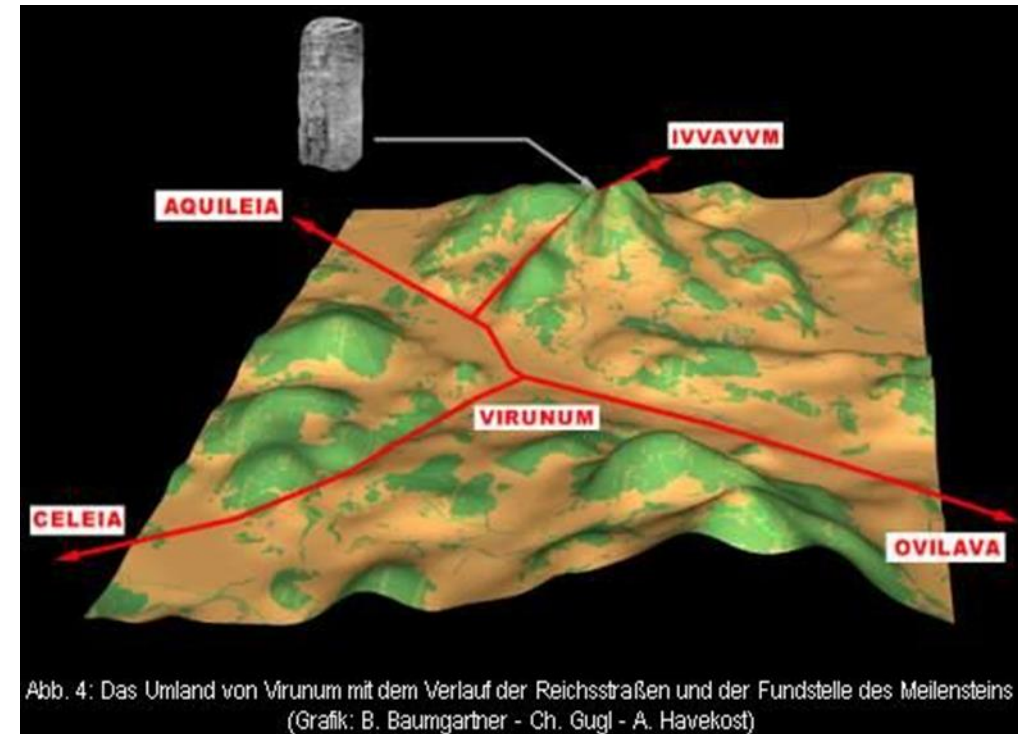 IVVAVVM
AQUILEIA
VIRUNUM
CELEIA
OVILAVA
Abb. 4: Das Umland von Virunum mit dem Verlauf der Reichsstraßen und der Fundstelle des Meilensteins
(Grafik: B. Baumgartner - Ch. Gugl - A. Havekost)